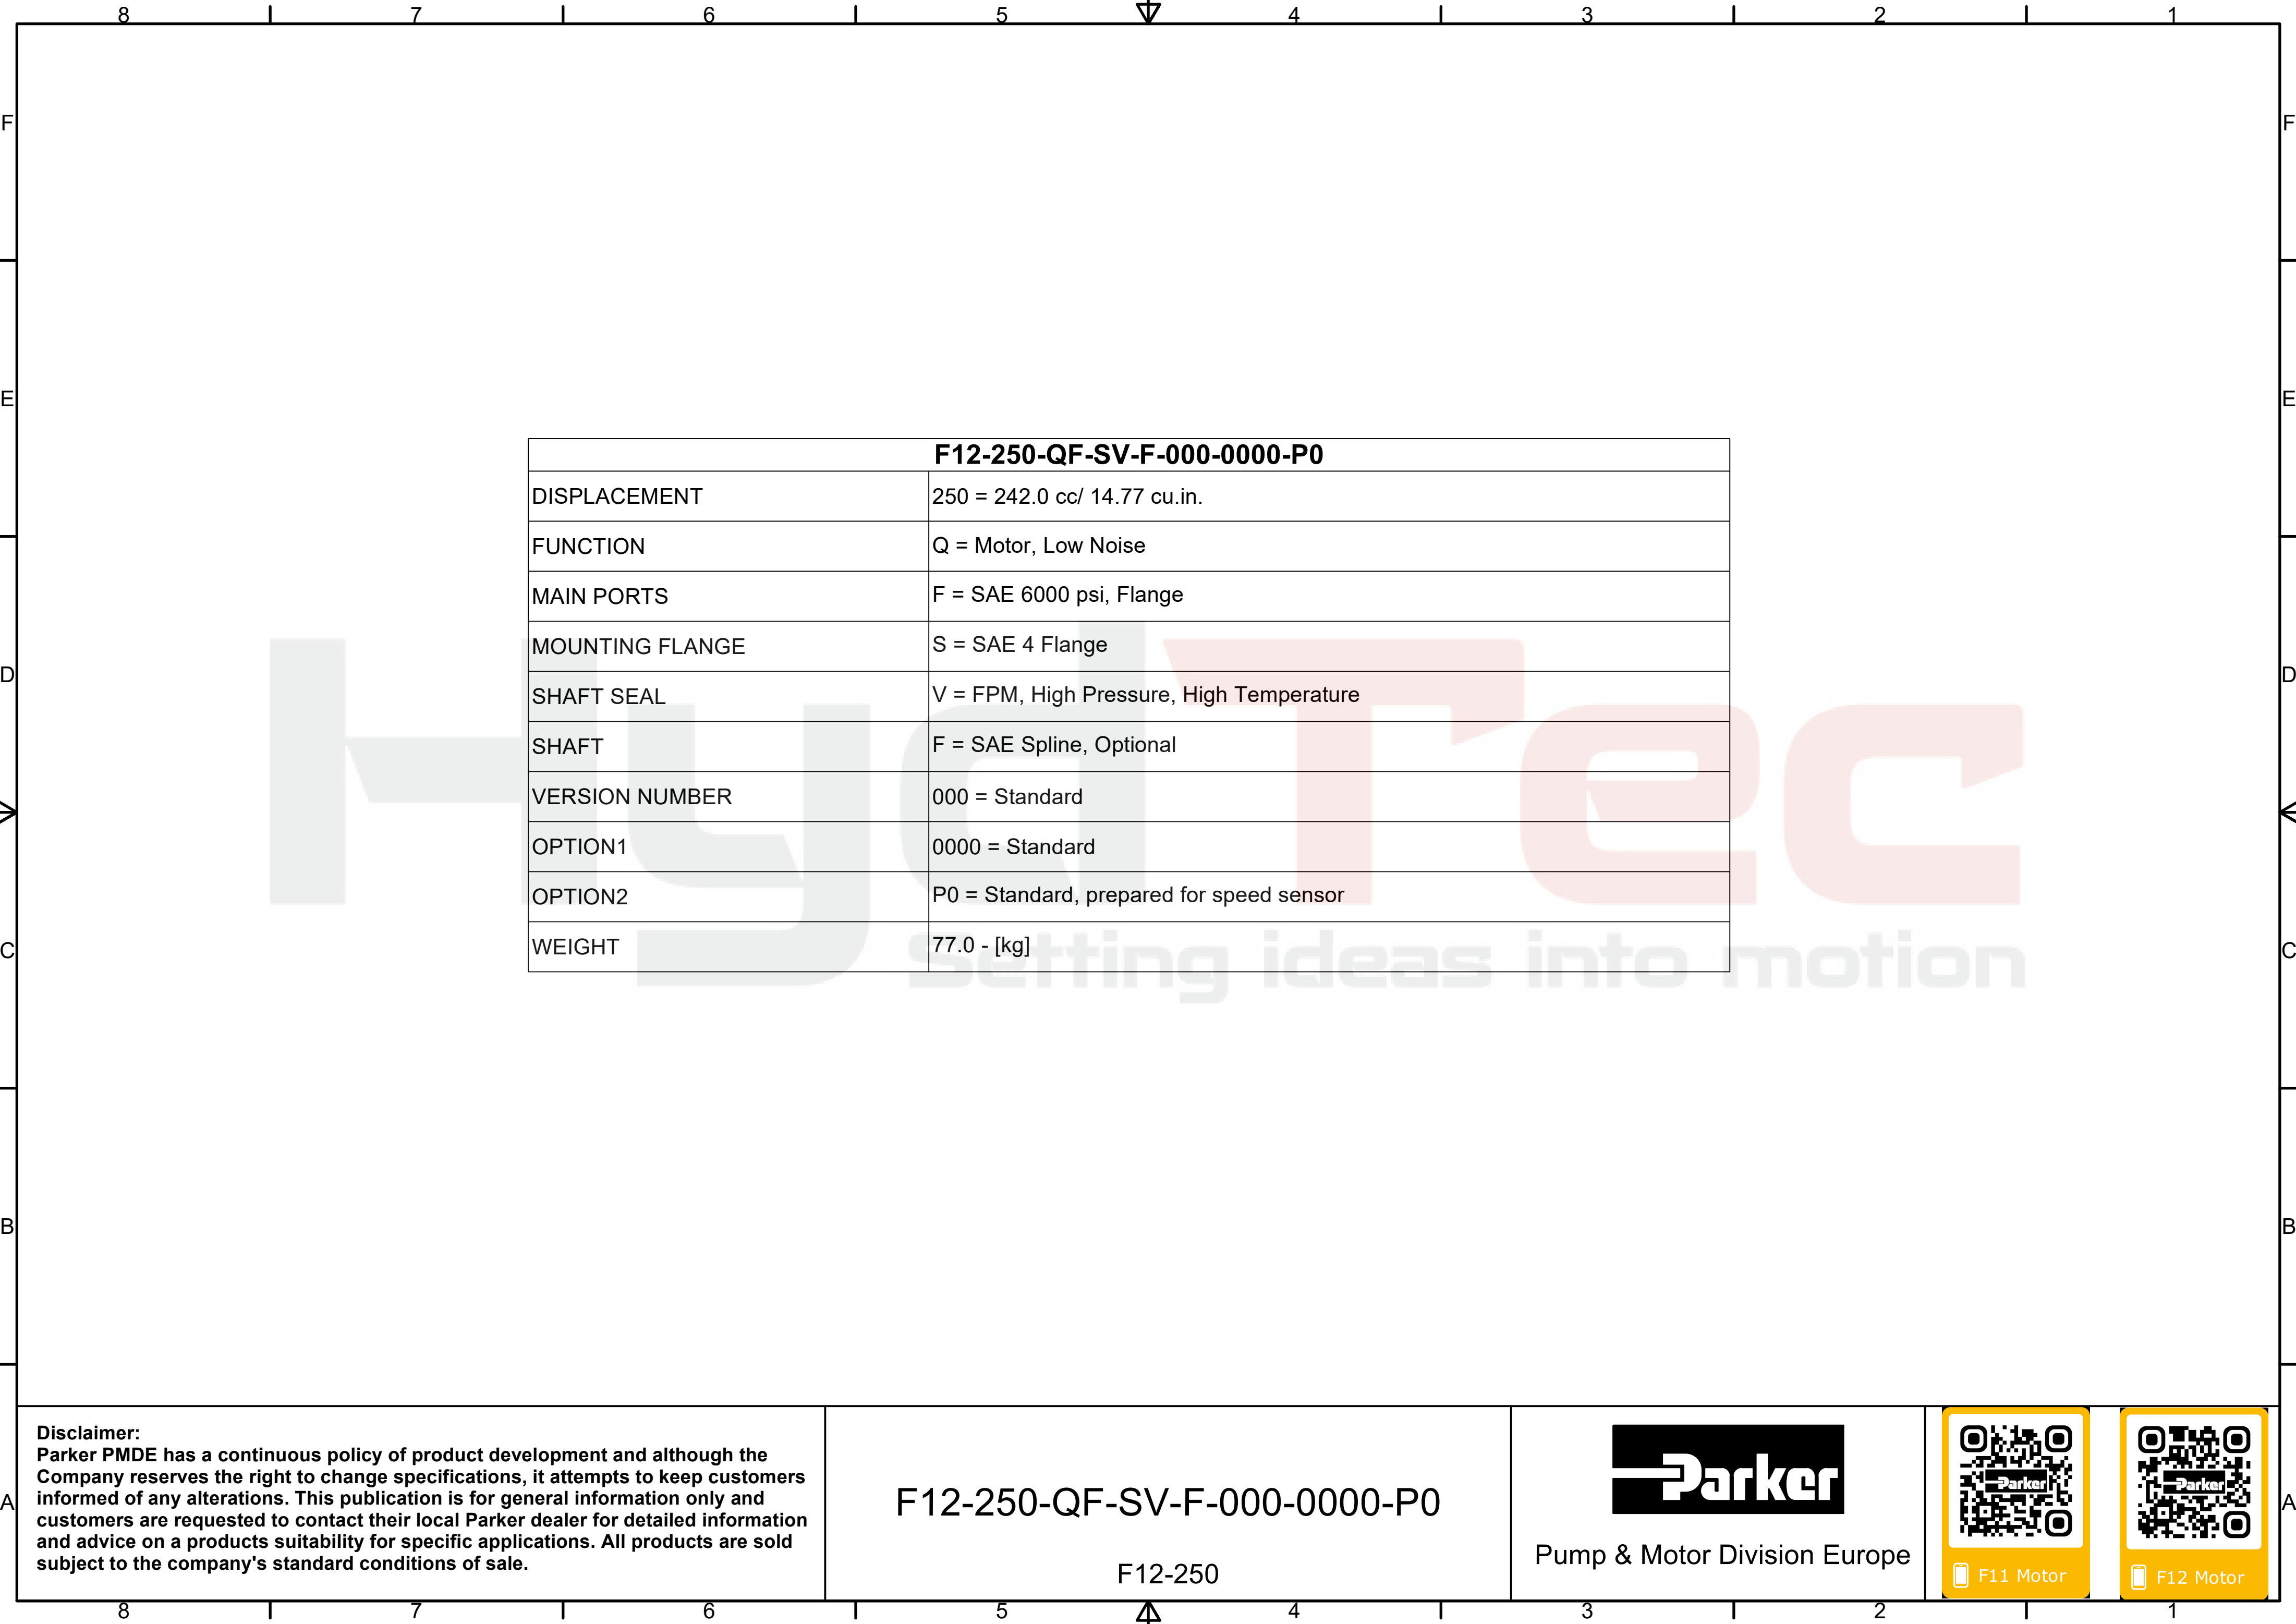 8 7 6 5 4 3 2 1
F F
E E
F12-250-QF-SV-F-000-0000-P0
DISPLACEMENT 250 = 242.0 cc/ 14.77 cu.in.
FUNCTION Q = Motor, Low Noise
MAIN PORTS F = SAE 6000 psi, Flange
MOUNTING FLANGE S = SAE 4 Flange
SHAFT SEAL V = FPM, High Pressure, High Temperature
SHAFT F = SAE Spline, Optional
VERSION NUMBER 000 = Standard
OPTION1 0000 = Standard
OPTION2 P0 = Standard, prepared for speed sensor
WEIGHT 77.0 - [kg]
HydTec
Setting ideas into motion
D D
C C
B B
A A
Disclaimer:
Parker PMDE has a continuous policy of product development and although the
Company reserves the right to change specifications, it attempts to keep customers
informed of any alterations. This publication is for general information only and
customers are requested to contact their local Parker dealer for detailed information
and advice on a products suitability for specific applications. All products are sold
subject to the company's standard conditions of sale.
F12-250-QF-SV-F-000-0000-P0
F12-250
Parker
Pump & Motor Division Europe
Parker
F11 Motor
Parker
F12 Motor
8 7 6 5 4 3 2 1